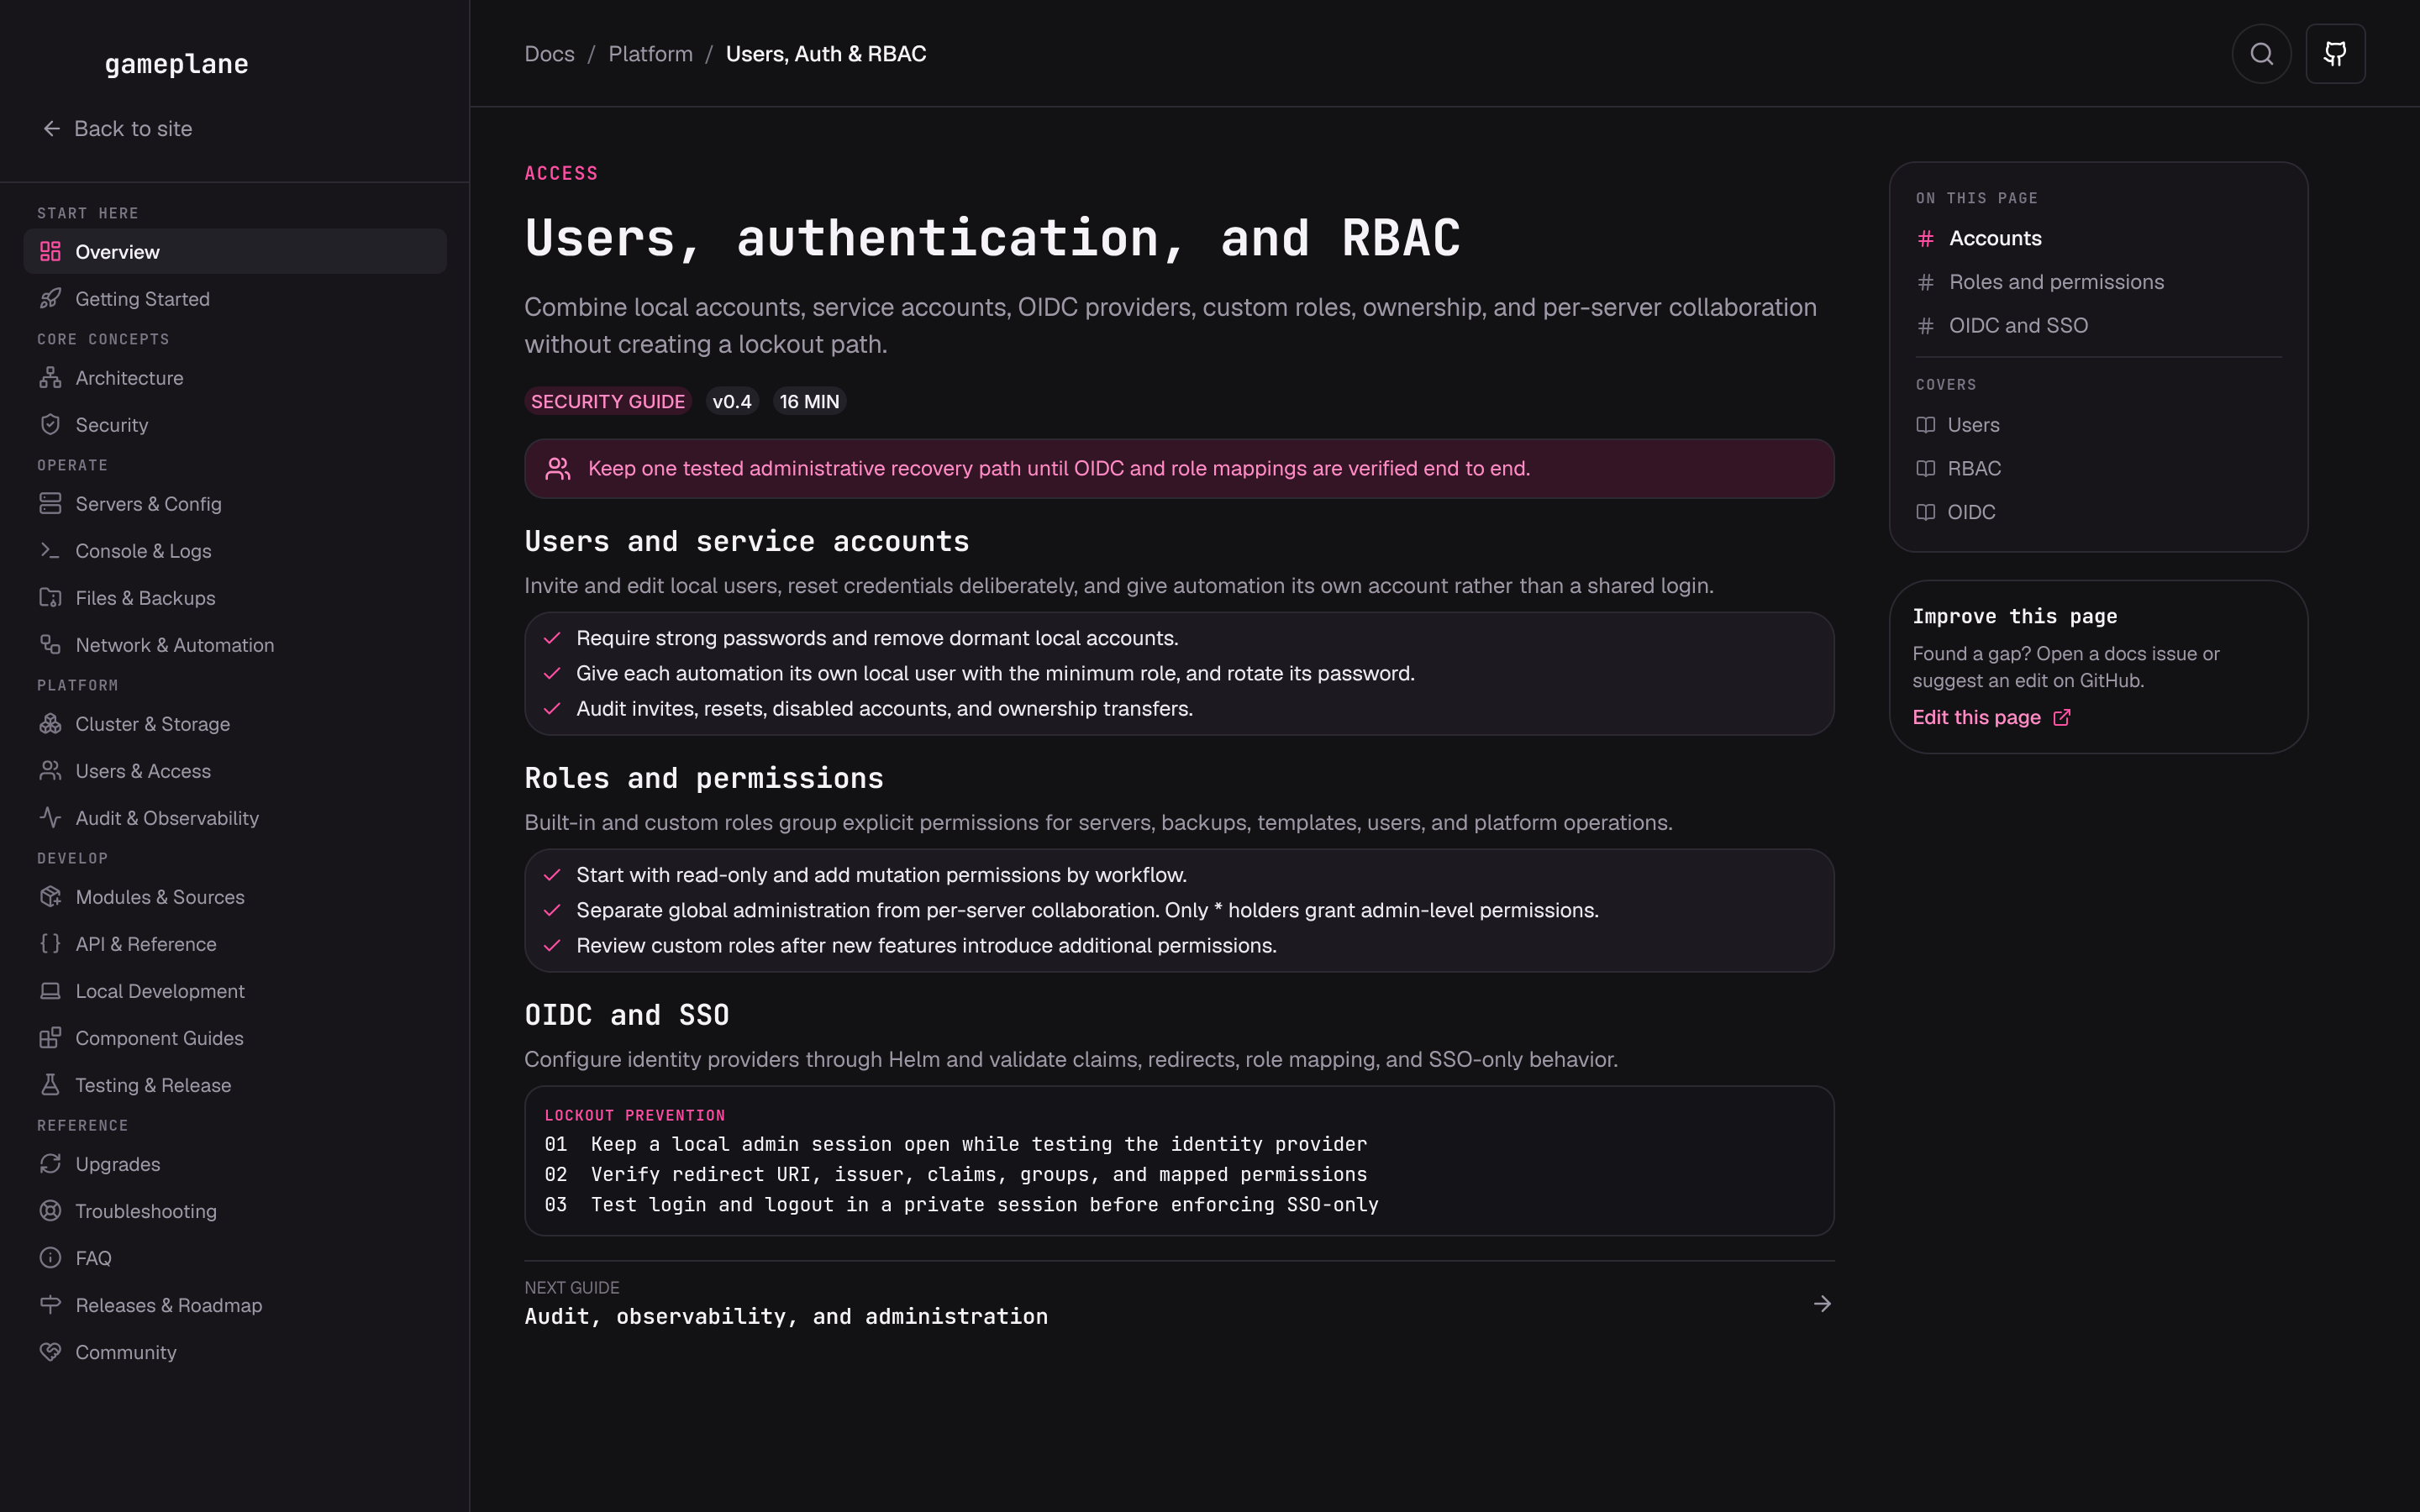 gameplane
Back to site
START HERE
Overview
Getting Started
CORE CONCEPTS
Architecture
Security
OPERATE
Servers & Config
Console & Logs
Files & Backups
Network & Automation
PLATFORM
Cluster & Storage
Users & Access
Audit & Observability
DEVELOP
Modules & Sources
API & Reference
Local Development
Component Guides
Testing & Release
REFERENCE
Upgrades
Troubleshooting
FAQ
Releases & Roadmap
Community
Docs / Platform / Users, Auth & RBAC
ACCESS
Users, authentication, and RBAC
Combine local accounts, service accounts, OIDC providers, custom roles, ownership, and per-server collaboration
without creating a lockout path.
SECURITY GUIDE v0.4 16 MIN
Keep one tested administrative recovery path until OIDC and role mappings are verified end to end.
Users and service accounts
Invite and edit local users, reset credentials deliberately, and give automation its own account rather than a shared login.
Require strong passwords and remove dormant local accounts.
Give each automation its own local user with the minimum role, and rotate its password.
Audit invites, resets, disabled accounts, and ownership transfers.
Roles and permissions
Built-in and custom roles group explicit permissions for servers, backups, templates, users, and platform operations.
Start with read-only and add mutation permissions by workflow.
Separate global administration from per-server collaboration. Only * holders grant admin-level permissions.
Review custom roles after new features introduce additional permissions.
OIDC and SSO
Configure identity providers through Helm and validate claims, redirects, role mapping, and SSO-only behavior.
LOCKOUT PREVENTION
01 Keep a local admin session open while testing the identity provider
02 Verify redirect URI, issuer, claims, groups, and mapped permissions
03 Test login and logout in a private session before enforcing SSO-only
NEXT GUIDE
Audit, observability, and administration
ON THIS PAGE
# Accounts
# Roles and permissions
# OIDC and SSO
COVERS
Users
RBAC
OIDC
Improve this page
Found a gap? Open a docs issue or
suggest an edit on GitHub.
Edit this page